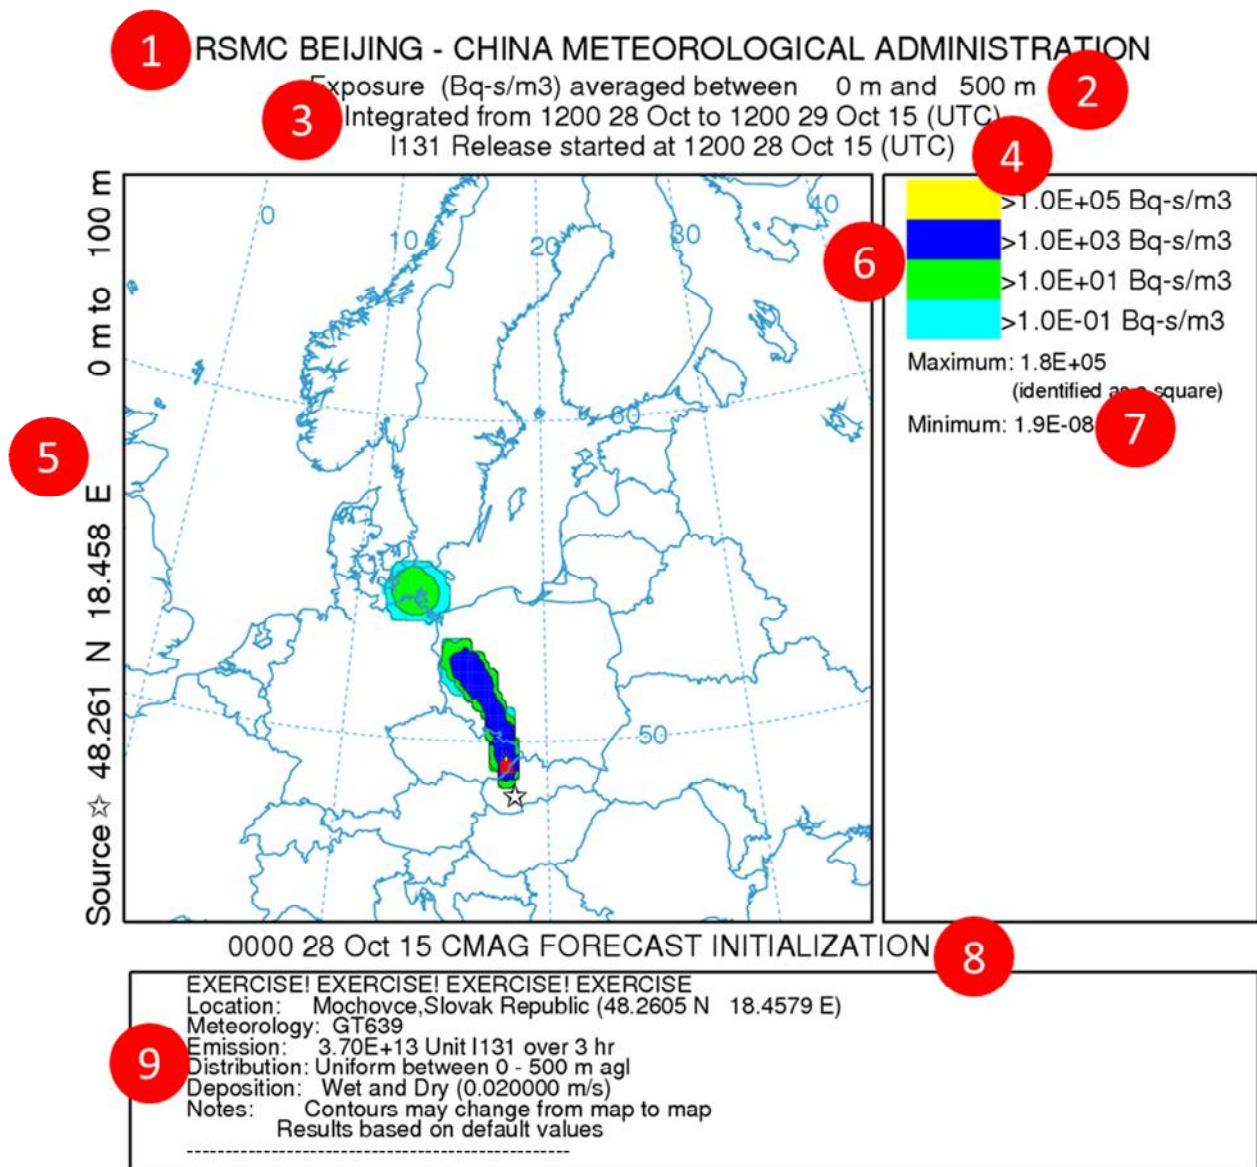 1 RSMC BEIJING - CHINA METEOROLOGICAL ADMINISTRATION
Exposure (Bq-s/m3) averaged between 0 m and 500 m 2
3 Integrated from 1200 28 Oct to 1200 29 Oct 15 (UTC)
I131 Release started at 1200 28 Oct 15 (UTC) 4
Source ☆ 48.261 N 18.458 E 0 m to 100 m
5
0 10 20 30 40
60
50
>1.0E+05 Bq-s/m3
6 >1.0E+03 Bq-s/m3
>1.0E+01 Bq-s/m3
>1.0E-01 Bq-s/m3
Maximum: 1.8E+05
(identified as a square)
Minimum: 1.9E-08 7
0000 28 Oct 15 CMAG FORECAST INITIALIZATION 8
EXERCISE! EXERCISE! EXERCISE! EXERCISE
Location: Mochovce,Slovak Republic (48.2605 N 18.4579 E)
Meteorology: GT639
9 Emission: 3.70E+13 Unit I131 over 3 hr
Distribution: Uniform between 0 - 500 m agl
Deposition: Wet and Dry (0.020000 m/s)
Notes: Contours may change from map to map
Results based on default values
-------------------------------------------------